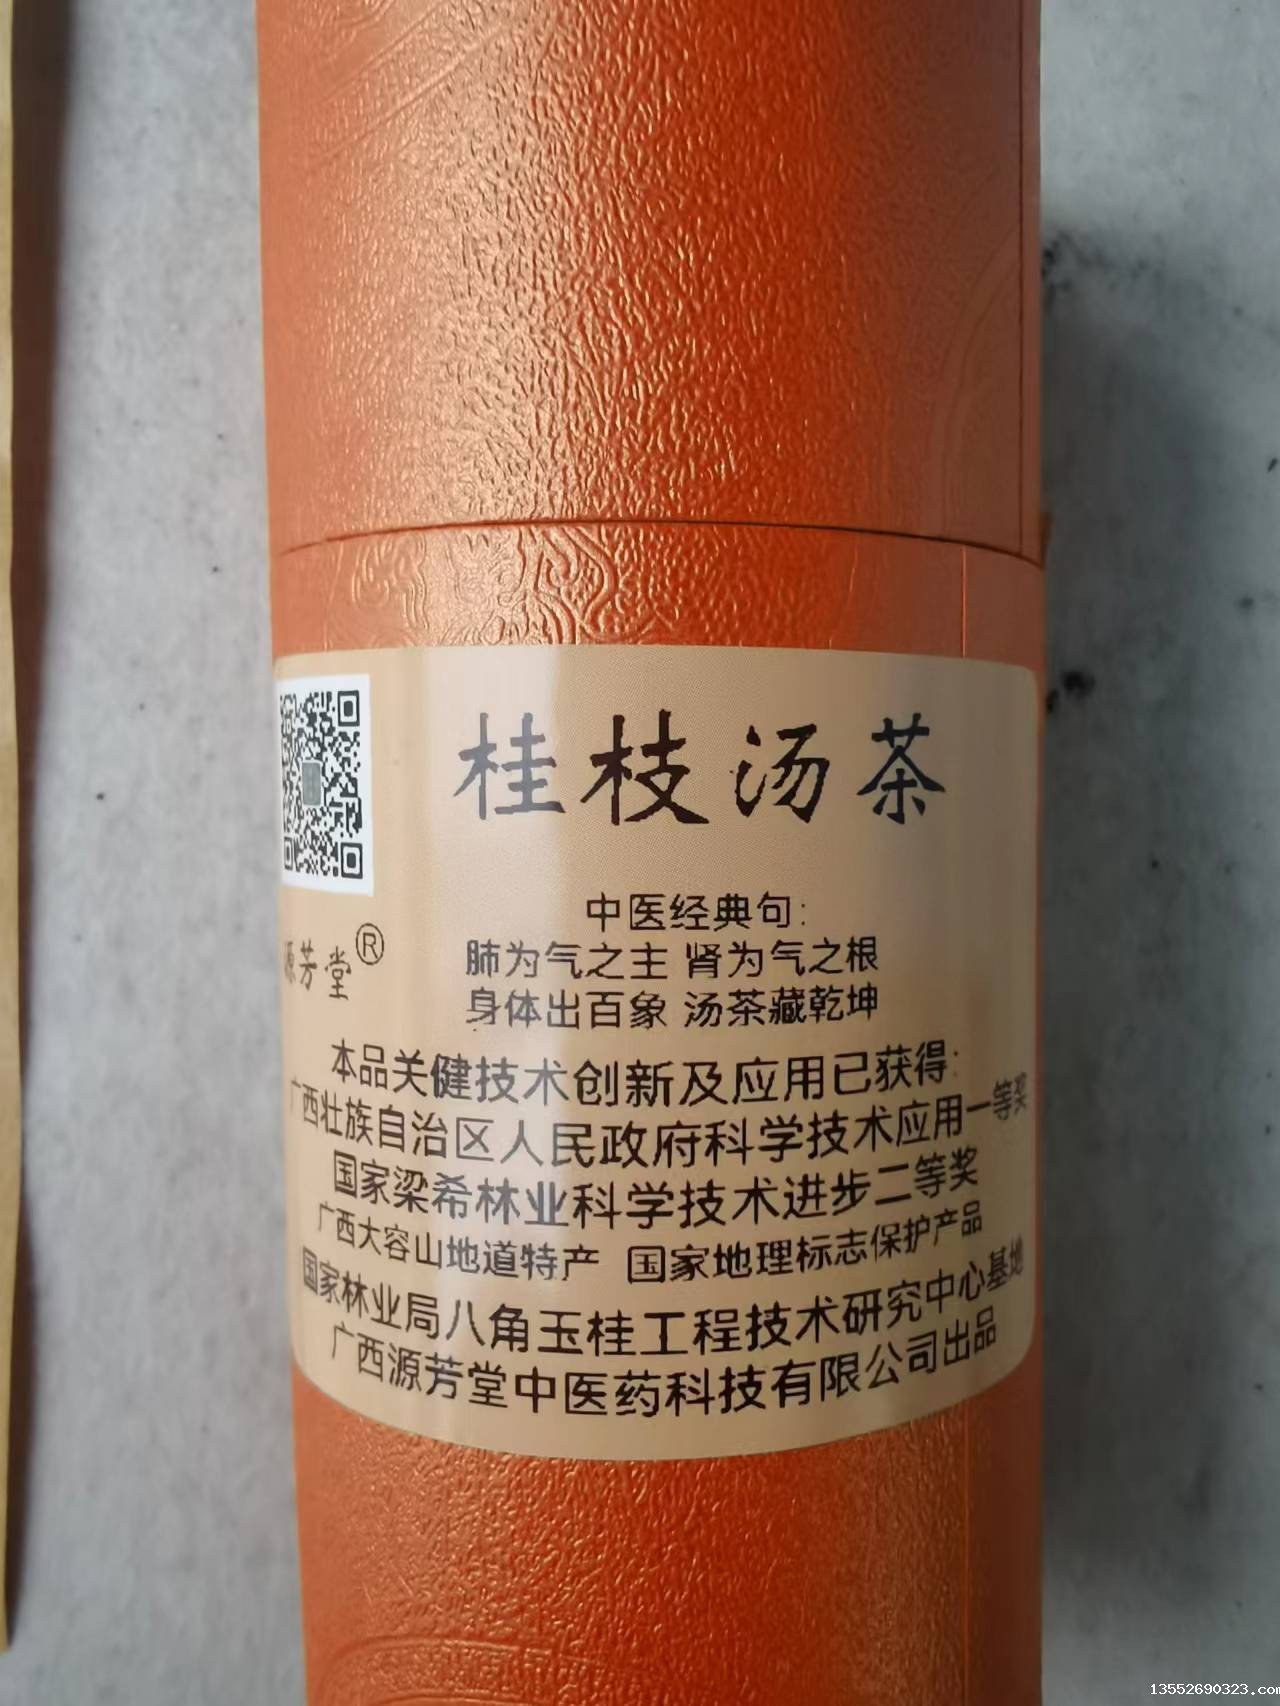 桂枝汤茶
中医经典句:
肺为气之主 肾为气之根
身体出百象 汤茶藏乾坤
源芳堂®
本品关健技术创新及应用已获得:
广西壮族自治区人民政府科学技术应用一等奖
国家梁希林业科学技术进步二等奖
广西大容山地道特产 国家地理标志保护产品
国家林业局八角玉桂工程技术研究中心基地
广西源芳堂中医药科技有限公司出品
13552690323.com